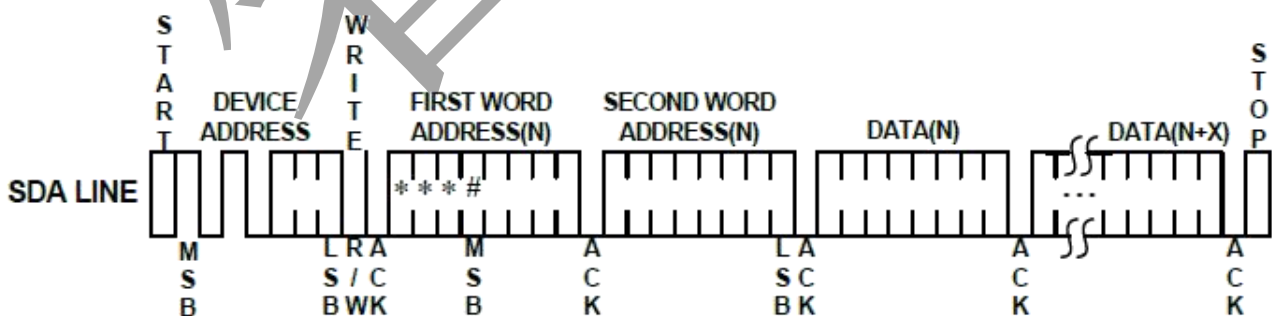 START
WRITE
STOP
DEVICE
ADDRESS
FIRST WORD
ADDRESS(N)
SECOND WORD
ADDRESS(N)
DATA(N)
DATA(N+X)
SDA LINE
* * * #
...
MSB
LSB
R/W
ACK
MSB
ACK
LSB
ACK
ACK
ACK